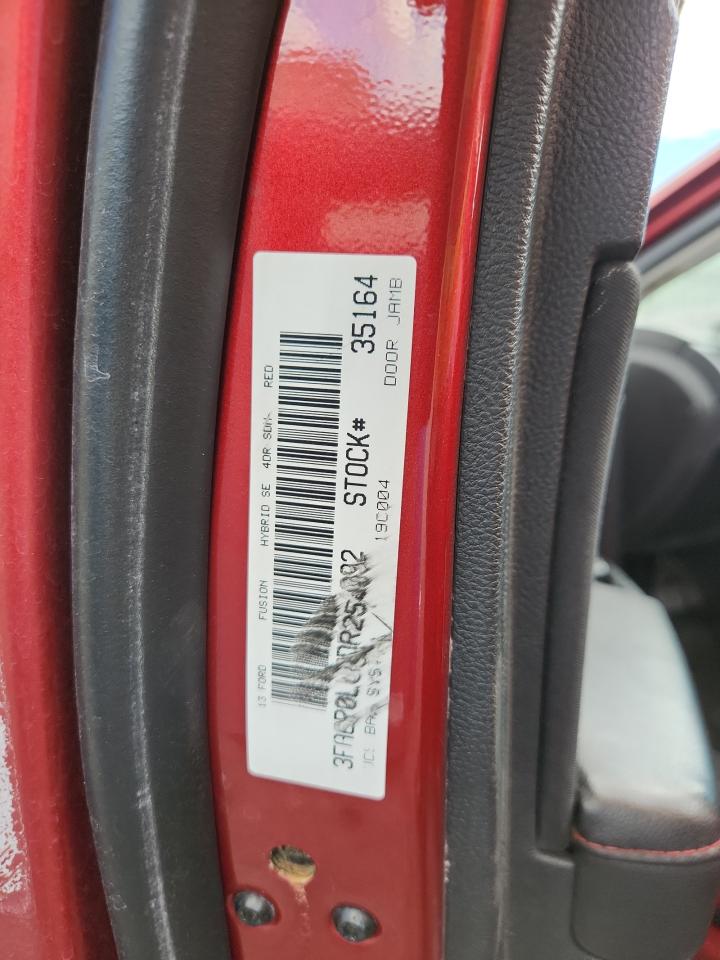 13 FORD FUSION HYBRID SE 4DR SDN RED
STOCK# 35164
19C004 DOOR JAMB